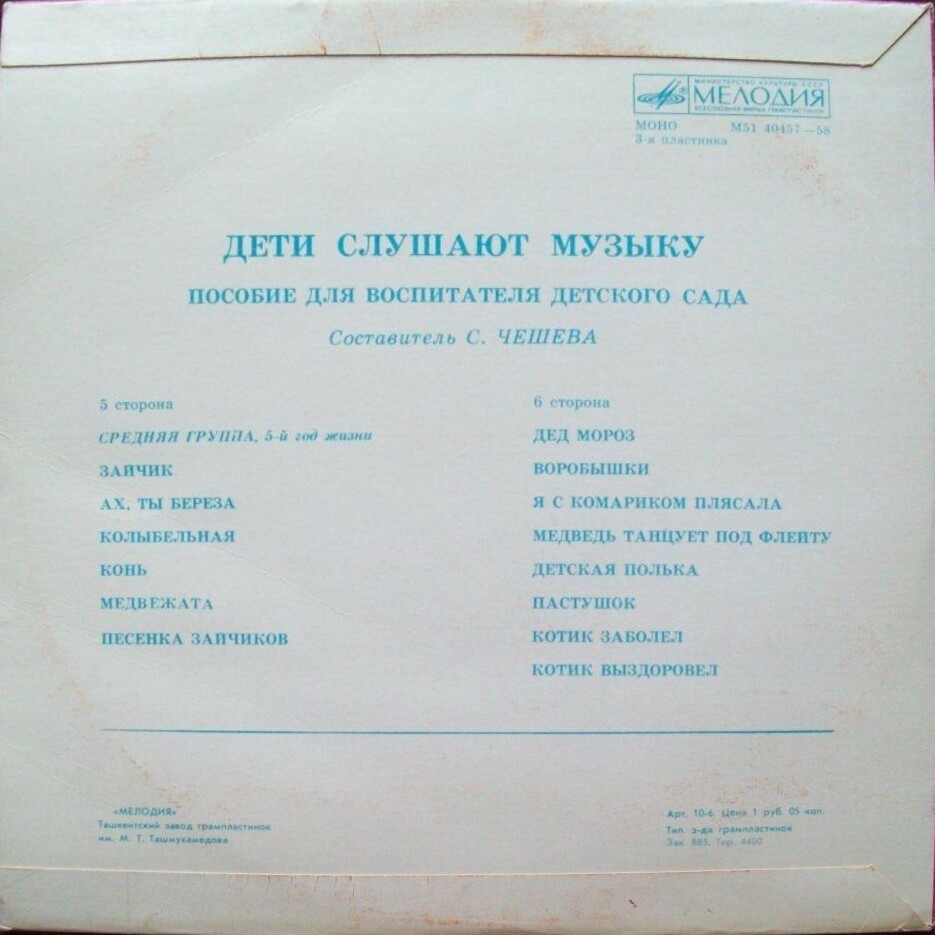 МИНИСТЕРСТВО КУЛЬТУРЫ СССР
МЕЛОДИЯ
ВСЕСОЮЗНАЯ ФИРМА ГРАМПЛАСТИНОК
МОНО М51 40457—58
3-я пластинка
ДЕТИ СЛУШАЮТ МУЗЫКУ
ПОСОБИЕ ДЛЯ ВОСПИТАТЕЛЯ ДЕТСКОГО САДА
Составитель С. ЧЕШЕВА
5 сторона
СРЕДНЯЯ ГРУППА, 5-й год жизни
ЗАЙЧИК
АХ, ТЫ БЕРЕЗА
КОЛЫБЕЛЬНАЯ
КОНЬ
МЕДВЕЖАТА
ПЕСЕНКА ЗАЙЧИКОВ
6 сторона
ДЕД МОРОЗ
ВОРОБЫШКИ
Я С КОМАРИКОМ ПЛЯСАЛА
МЕДВЕДЬ ТАНЦУЕТ ПОД ФЛЕЙТУ
ДЕТСКАЯ ПОЛЬКА
ПАСТУШОК
КОТИК ЗАБОЛЕЛ
КОТИК ВЫЗДОРОВЕЛ
«МЕЛОДИЯ»
Ташкентский завод грампластинок
им. М. Т. Ташмухамедова
Арт. 10-6. Цена 1 руб. 05 коп.
Тип. з-да грампластинок
Зак. 885. Тир. 4400